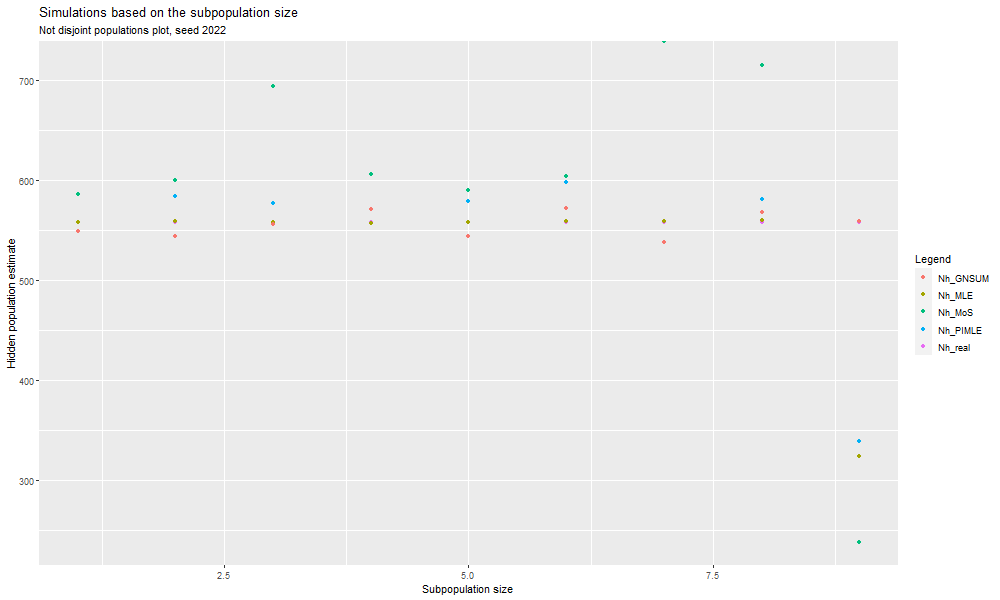 Simulations based on the subpopulation size
Not disjoint populations plot, seed 2022
Hidden population estimate
700
600
500
400
300
2.5
5.0
7.5
Subpopulation size
Legend
Nh_GNSUM
Nh_MLE
Nh_MoS
Nh_PIMLE
Nh_real